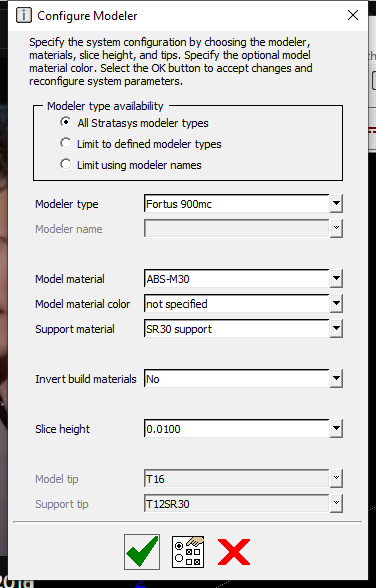 Configure Modeler
Specify the system configuration by choosing the modeler,
materials, slice height, and tips. Specify the optional model
material color. Select the OK button to accept changes and
reconfigure system parameters.
Modeler type availability
All Stratasys modeler types
Limit to defined modeler types
Limit using modeler names
Modeler type Fortus 900mc
Modeler name
Model material ABS-M30
Model material color not specified
Support material SR30 support
Invert build materials No
Slice height 0.0100
Model tip T16
Support tip T12SR30